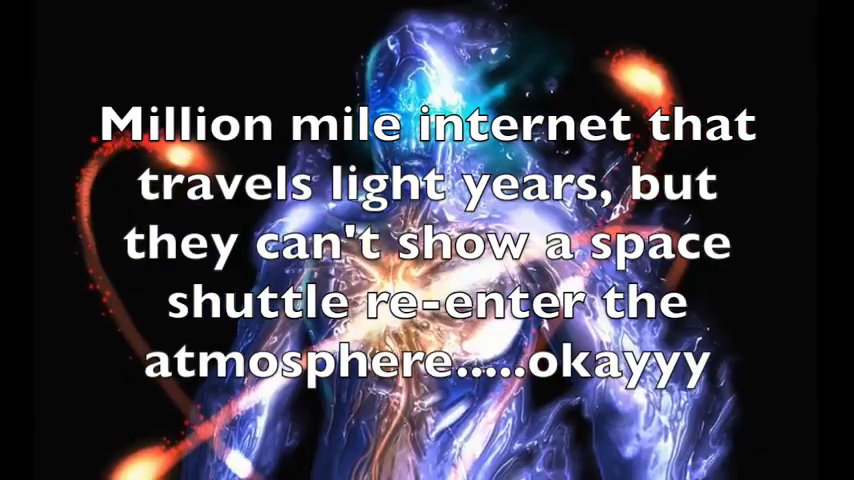 Million mile internet that
travels light years, but
they can't show a space
shuttle re-enter the
atmosphere.....okayyy